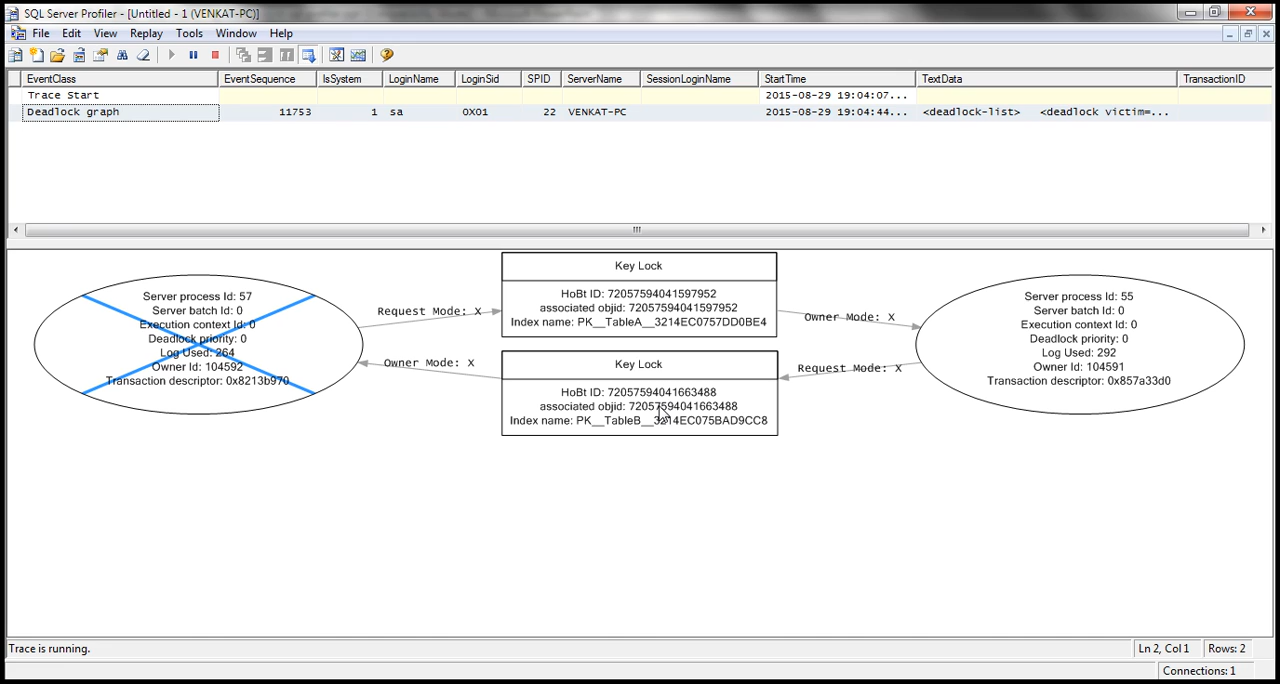 SQL Server Profiler - [Untitled - 1 (VENKAT-PC)]
File Edit View Replay Tools Window Help
EventClass EventSequence IsSystem LoginName LoginSid SPID ServerName SessionLoginName StartTime TextData TransactionID
Trace Start 2015-08-29 19:04:07...
Deadlock graph 11753 1 sa 0X01 22 VENKAT-PC 2015-08-29 19:04:44... <deadlock-list> <deadlock victim=...
Server process Id: 57
Server batch Id: 0
Execution context Id: 0
Deadlock priority: 0
Log Used: 264
Owner Id: 104592
Transaction descriptor: 0x8213b970
Request Mode: X
Owner Mode: X
Key Lock
HoBt ID: 72057594041597952
associated objid: 72057594041597952
Index name: PK__TableA__3214EC0757DD0BE4
Key Lock
HoBt ID: 72057594041663488
associated objid: 72057594041663488
Index name: PK__TableB__3214EC075BAD9CC8
Owner Mode: X
Request Mode: X
Server process Id: 55
Server batch Id: 0
Execution context Id: 0
Deadlock priority: 0
Log Used: 292
Owner Id: 104591
Transaction descriptor: 0x857a33d0
Trace is running. Ln 2, Col 1 Rows: 2
Connections: 1